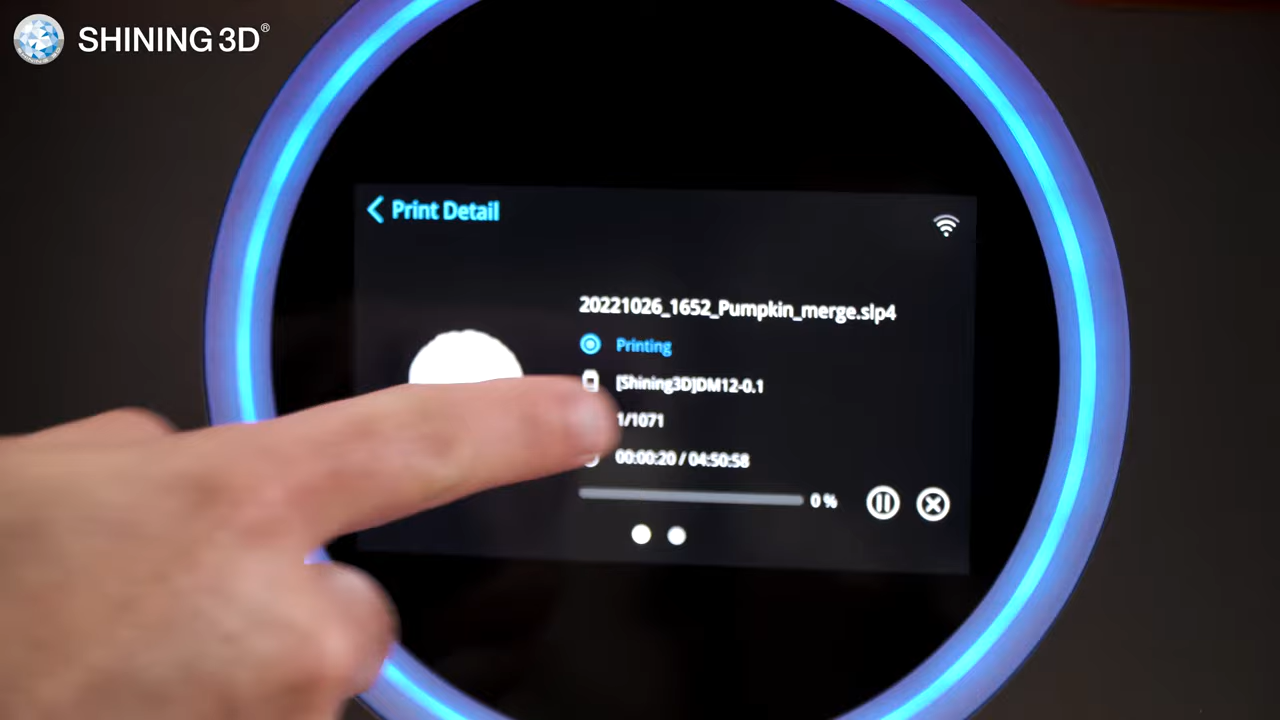 SHINING 3D®
Print Detail
20221026_1652_Pumpkin_merge.slp4
Printing
[Shining3D]DM12-0.1
1/1071
00:00:20 / 04:50:58
0 %